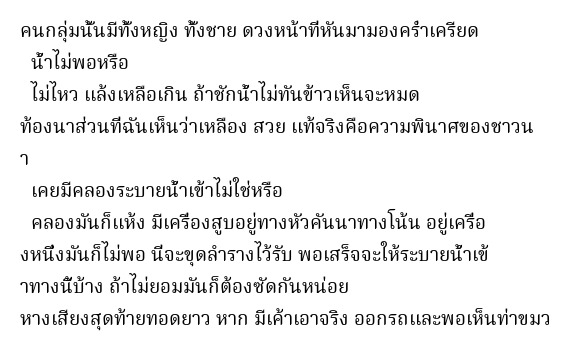 คนกลุ่มนั้นมีทั้งหญิง ทั้งชาย ดวงหน้าที่หันมามองคร่ำเครียด
น้ำไม่พอหรือ
ไม่ไหว แล้งเหลือเกิน ถ้าชักน้ำไม่ทันข้าวเห็นจะหมด
ท้องนาส่วนที่ฉันเห็นว่าเหลือง สวย แท้จริงคือความพินาศของชาวน
า
เคยมีคลองระบายน้ำเข้าไม่ใช่หรือ
คลองมันก็แห้ง มีเครื่องสูบอยู่ทางหัวคันนาทางโน้น อยู่เครื่อ
งหนึ่งมันก็ไม่พอ นี่จะขุดลำรางไว้รับ พอเสร็จจะให้ระบายน้ำเข้
าทางนี้บ้าง ถ้าไม่ยอมมันก็ต้องซัดกันหน่อย
หางเสียงสุดท้ายทอดยาว หาก มีเค้าเอาจริง ออกรถและพอเห็นท่าขมว